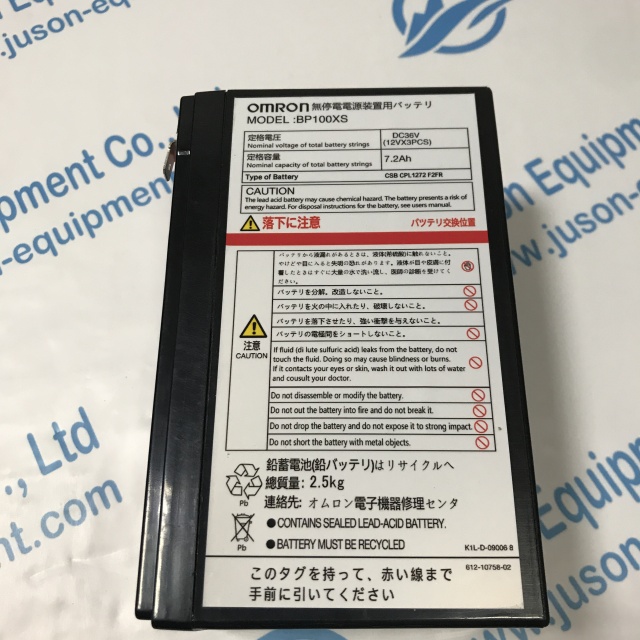 OMRON 無停電電源装置用バッテリ
MODEL :BP100XS
定格電圧
Nominal voltage of total battery strings
DC36V
(12VX3PCS)
定格容量
Nominal capacity of total battery strings
7.2Ah
Type of Battery
CSB CPL1272 F2FR
CAUTION
The lead acid battery may cause chemical hazard. The battery presents a risk of
energy hazard. For disposal instructions for the battery, see users manual.
落下に注意
バッテリ交換位置
注意
CAUTION
バッテリから液漏れがあるときは、液体(希硫酸)に触れないこと。
やけどや目に入ると失明の恐れがあります。液体が目や皮膚に付
着したときはすぐに大量の水で洗い流し、医師の診断を受けてく
ださい。
バッテリを分解、改造しないこと。
バッテリを火の中に入れたり、破壊しないこと。
バッテリを落下させたり、強い衝撃を与えないこと。
バッテリの電極間をショートしないこと。
If fluid (di lute sulfuric acid) leaks from the battery, do not
touch the fluid. Doing so may cause blindness or bums.
If it contacts your eyes or skin, wash it out with lots of water
and cousult your doctor.
Do not disassemble or modify the battery.
Do not out the battery into fire and do not break it.
Do not drop the battery and do not expose it to strong impact.
Do not short the battery with metal objects.
Pb
鉛蓄電池(鉛バッテリ)はリサイクルへ
總質量: 2.5kg
連絡先: オムロン電子機器修理センタ
Pb
●CONTAINS SEALED LEAD-ACID BATTERY.
●BATTERY MUST BE RECYCLED
K1L-D-09006 8
612-10758-02
このタグを持って、赤い線まで
手前に引いてください
www.juson-equip
Equipment
www.juson-eq
ipment Co., Ltd
n-equipment.com
., Ltd
ment.com
www.juson-